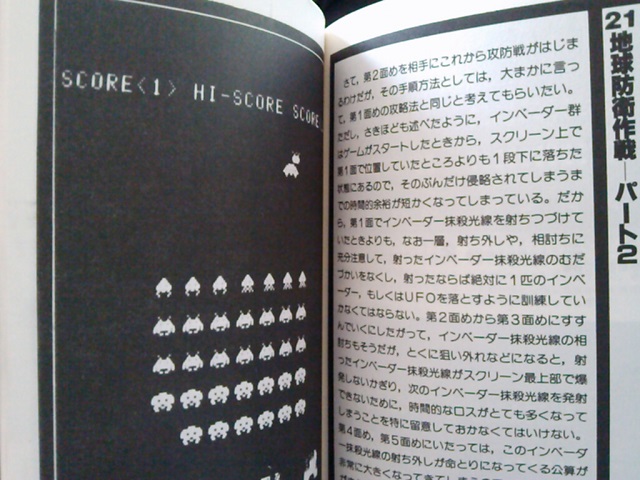 SCORE<1> HI-SCORE SCORE
21 地球防衛作戦―パート2
さて，第2面めを相手にこれから攻防戦がはじま
るわけだが，その手順方法としては，大まかに言っ
て，第1面めの攻略法と同じと考えてもらいたい。
ただし，さきほども述べたように，インベーダー群
はゲームがスタートしたときから，スクリーン上で
は第1面で位置していたところよりも1段下に落ちた
状態にあるので，そのぶんだけ侵略されてしまうま
での時間的余裕が短かくなってしまっている。だか
ら，第1面でインベーダー抹殺光線を射ちつづけて
いたときよりも，なお一層，射ち外しや，相討ちに
充分注意して，射ったインベーダー抹殺光線のむだ
づかいをなくし，射ったならば絶対に1匹のインベ
ーダー，もしくはUFOを落とすように訓練してい
かなくてはならない。第2面めから第3面めにすす
んでいくにしたがって，インベーダー抹殺光線の相
討ちもそうだが，とくに狙い外れなどになると，射
ったインベーダー抹殺光線がスクリーン最上部で爆
発しないかぎり，次のインベーダー抹殺光線を発射
できないために，時間的なロスがとても多くなって
しまうことを特に留意しておかなくてはいけない。
第4面め，第5面めにいたっては，このインベーダ
ー抹殺光線の射ち外しが命とりになってくる公算が
非常に大きくなってきてしまう